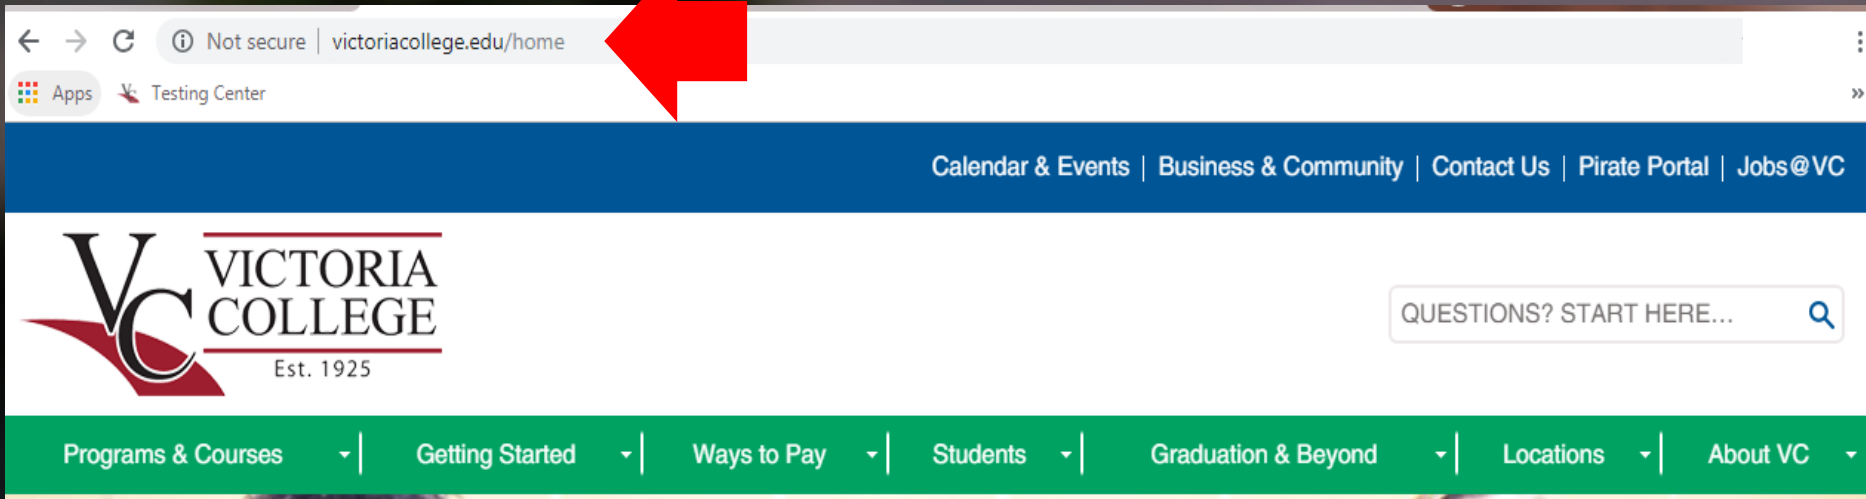 Not secure | victoriacollege.edu/home
Apps Testing Center »
Calendar & Events | Business & Community | Contact Us | Pirate Portal | Jobs@VC
VC
VICTORIA
COLLEGE
Est. 1925
QUESTIONS? START HERE...
Programs & Courses Getting Started Ways to Pay Students Graduation & Beyond Locations About VC